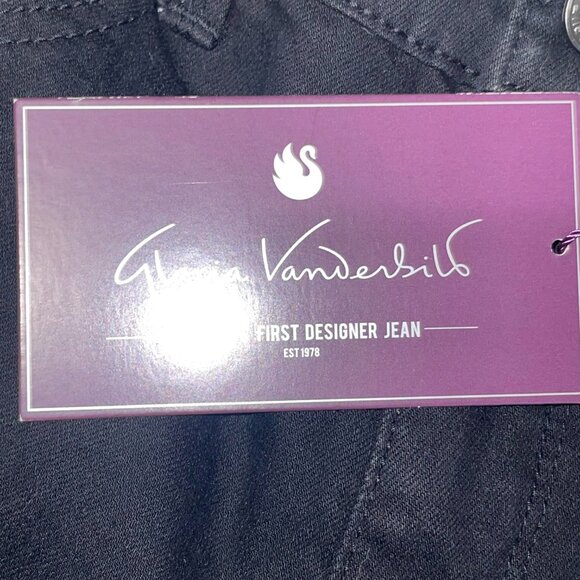 Gloria Vanderbilt
FIRST DESIGNER JEAN
EST 1978